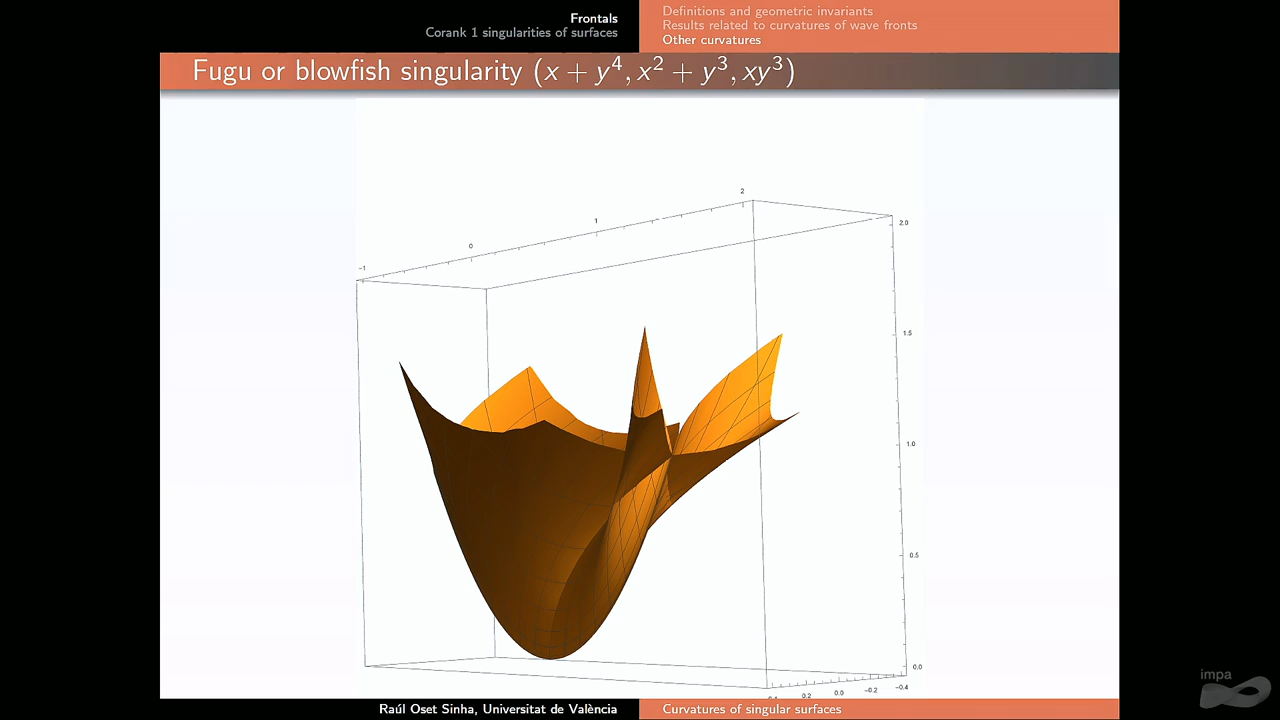 Frontals
Corank 1 singularities of surfaces
Definitions and geometric invariants
Results related to curvatures of wave fronts
Other curvatures
Fugu or blowfish singularity (x + y⁴, x² + y³, xy³)
2
1
0
−1
2.0
1.5
1.0
0.5
0.0
0.2
0.0
-0.2
-0.4
impa
Raúl Oset Sinha, Universitat de València
Curvatures of singular surfaces